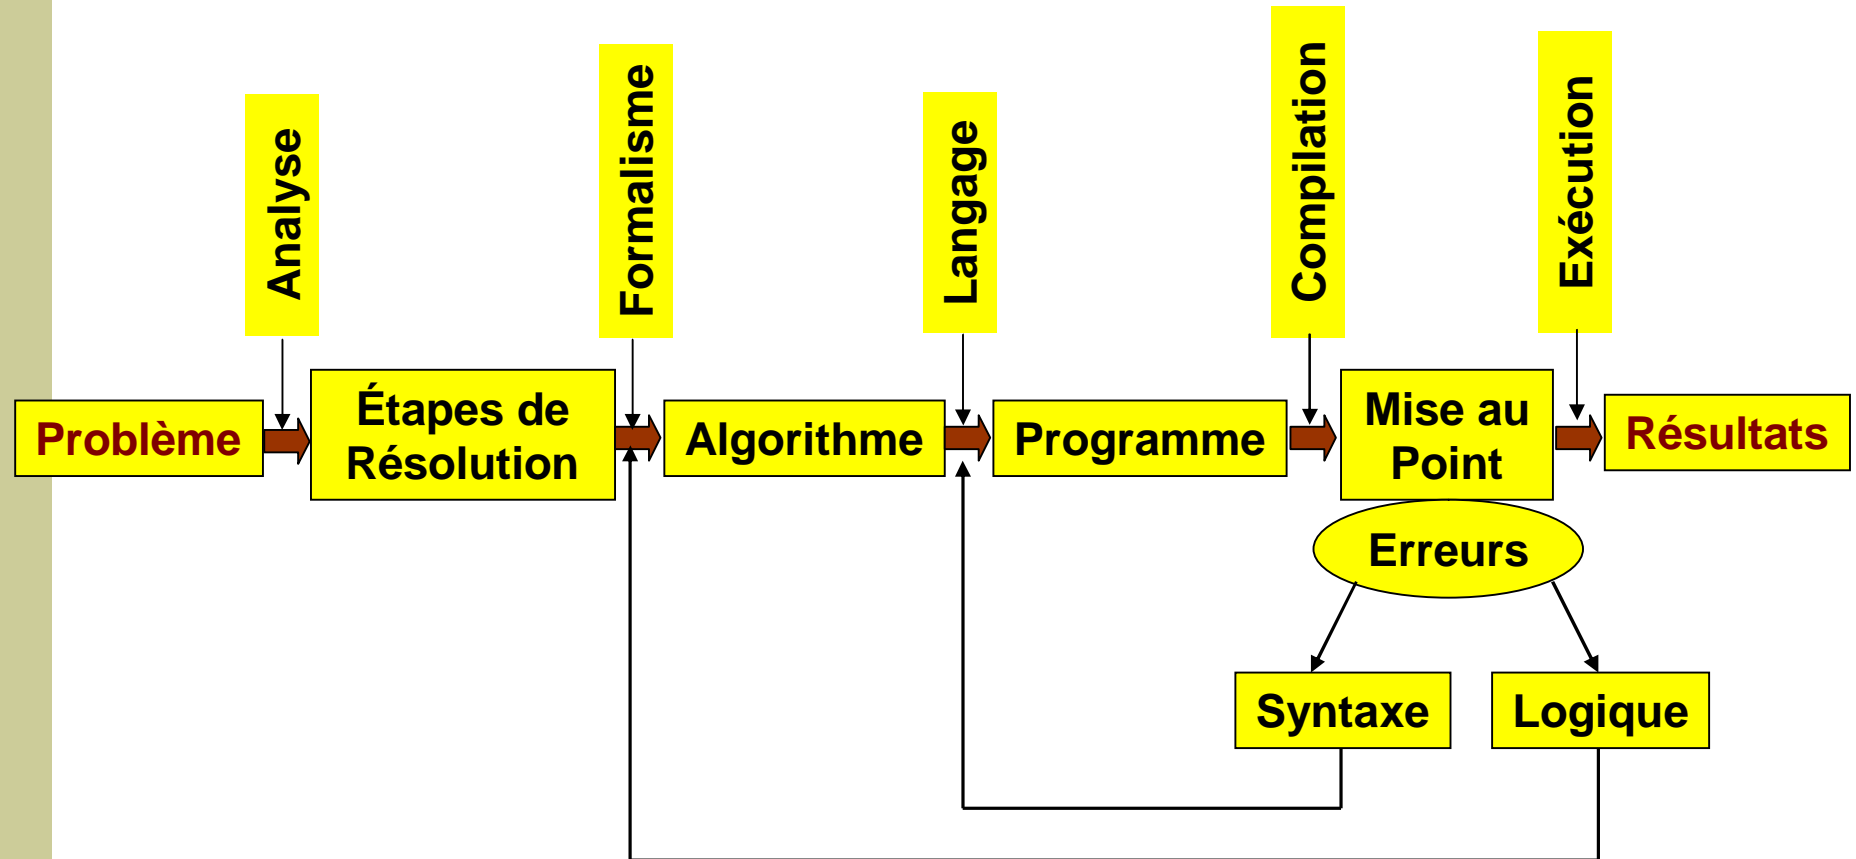 Analyse
Formalisme
Langage
Compilation
Exécution
Problème
Étapes de
Résolution
Algorithme
Programme
Mise au
Point
Résultats
Erreurs
Syntaxe
Logique